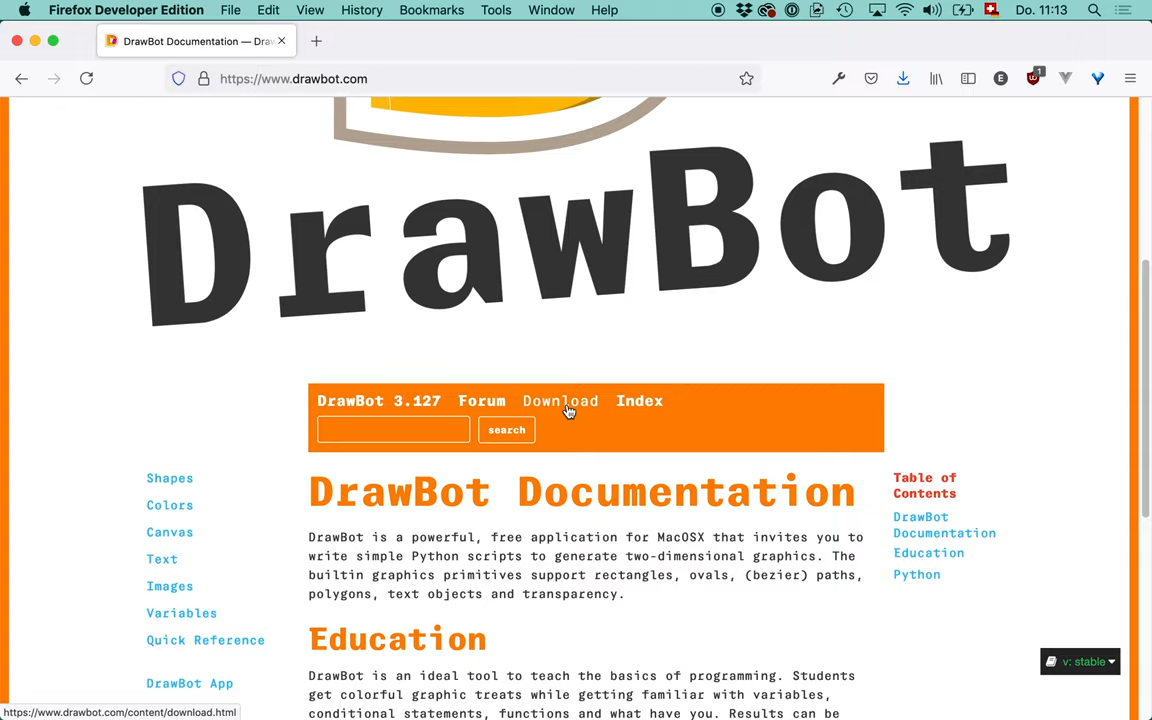 Firefox Developer Edition File Edit View History Bookmarks Tools Window Help Do. 11:13
DrawBot Documentation — Draw
https://www.drawbot.com
E
1
DrawBot
DrawBot 3.127 Forum Download Index
search
Shapes
Colors
Canvas
Text
Images
Variables
Quick Reference
DrawBot App
DrawBot Documentation
DrawBot is a powerful, free application for MacOSX that invites you to
write simple Python scripts to generate two-dimensional graphics. The
builtin graphics primitives support rectangles, ovals, (bezier) paths,
polygons, text objects and transparency.
Education
DrawBot is an ideal tool to teach the basics of programming. Students
get colorful graphic treats while getting familiar with variables,
conditional statements, functions and what have you. Results can be
Table of
Contents
DrawBot
Documentation
Education
Python
v: stable
https://www.drawbot.com/content/download.html